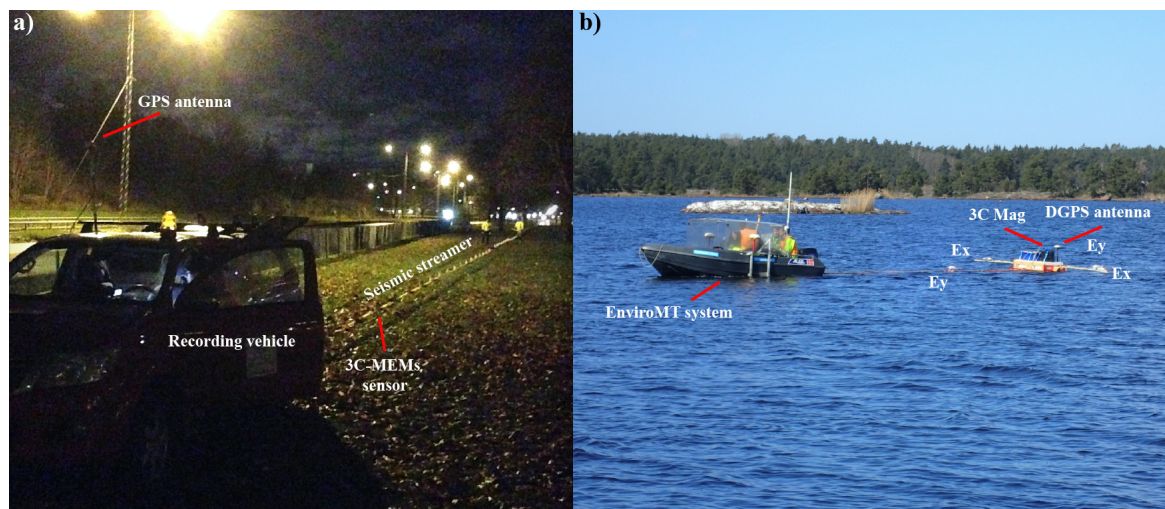 a)
GPS antenna
Seismic streamer
Recording vehicle
3C-MEMs
sensor
b)
3C Mag
DGPS antenna
Ex
Ey
Ey
Ex
EnviroMT system